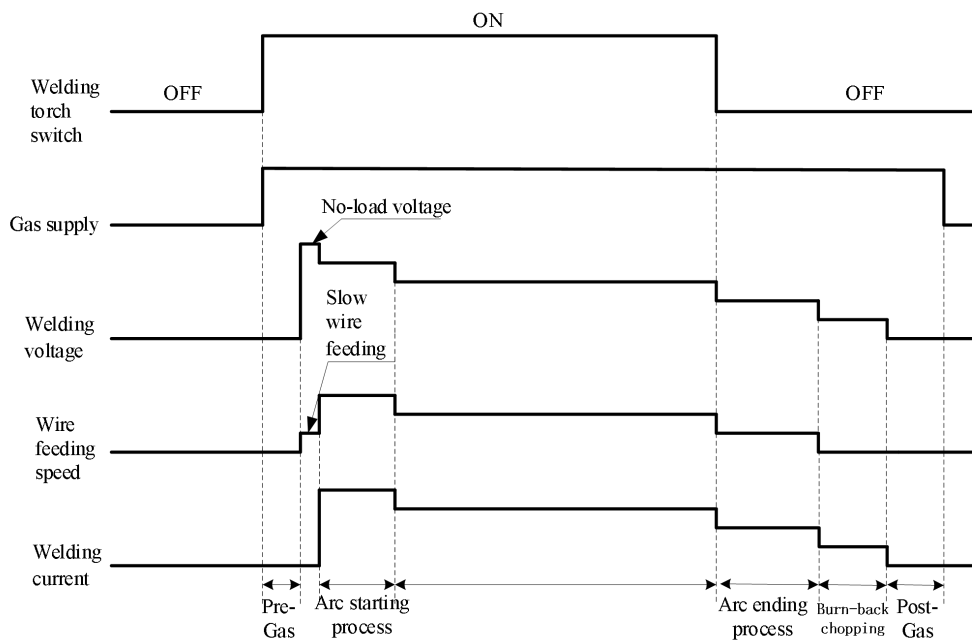 ON
Welding
torch
switch
OFF
OFF
Gas supply
No-load voltage
Slow
wire
feeding
Welding
voltage
Wire
feeding
speed
Welding
current
Pre-
Gas
Arc starting
process
Arc ending
process
Burn-back
chopping
Post-
Gas